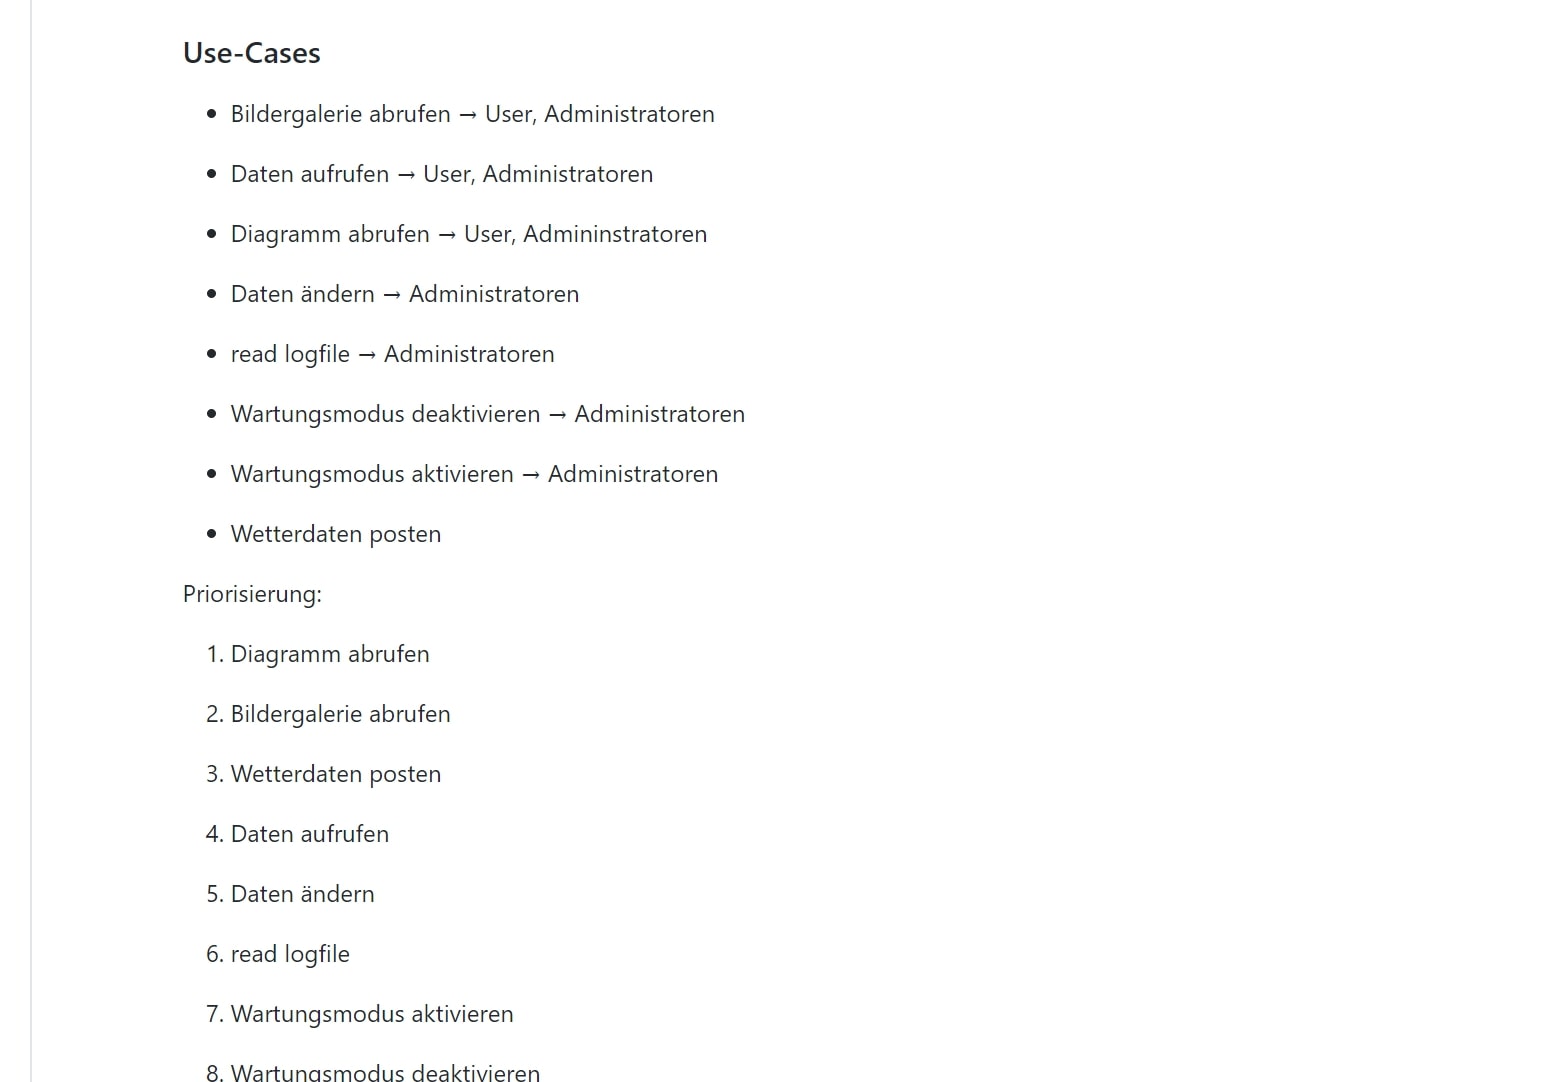 Use-Cases
• Bildergalerie abrufen → User, Administratoren
• Daten aufrufen → User, Administratoren
• Diagramm abrufen → User, Admininstratoren
• Daten ändern → Administratoren
• read logfile → Administratoren
• Wartungsmodus deaktivieren → Administratoren
• Wartungsmodus aktivieren → Administratoren
• Wetterdaten posten
Priorisierung:
1. Diagramm abrufen
2. Bildergalerie abrufen
3. Wetterdaten posten
4. Daten aufrufen
5. Daten ändern
6. read logfile
7. Wartungsmodus aktivieren
8. Wartungsmodus deaktivieren